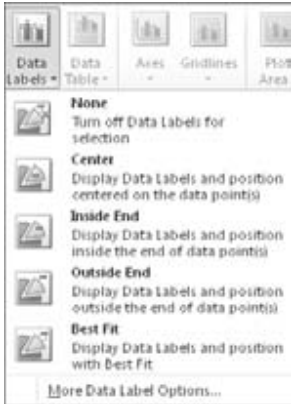 Data Labels
Data Table
Axes
Gridlines
Plot Area
None
Turn off Data Labels for
selection
Center
Display Data Labels and position
centered on the data point(s)
Inside End
Display Data Labels and position
inside the end of data point(s)
Outside End
Display Data Labels and position
outside the end of data point(s)
Best Fit
Display Data Labels and position
with Best Fit
More Data Label Options...